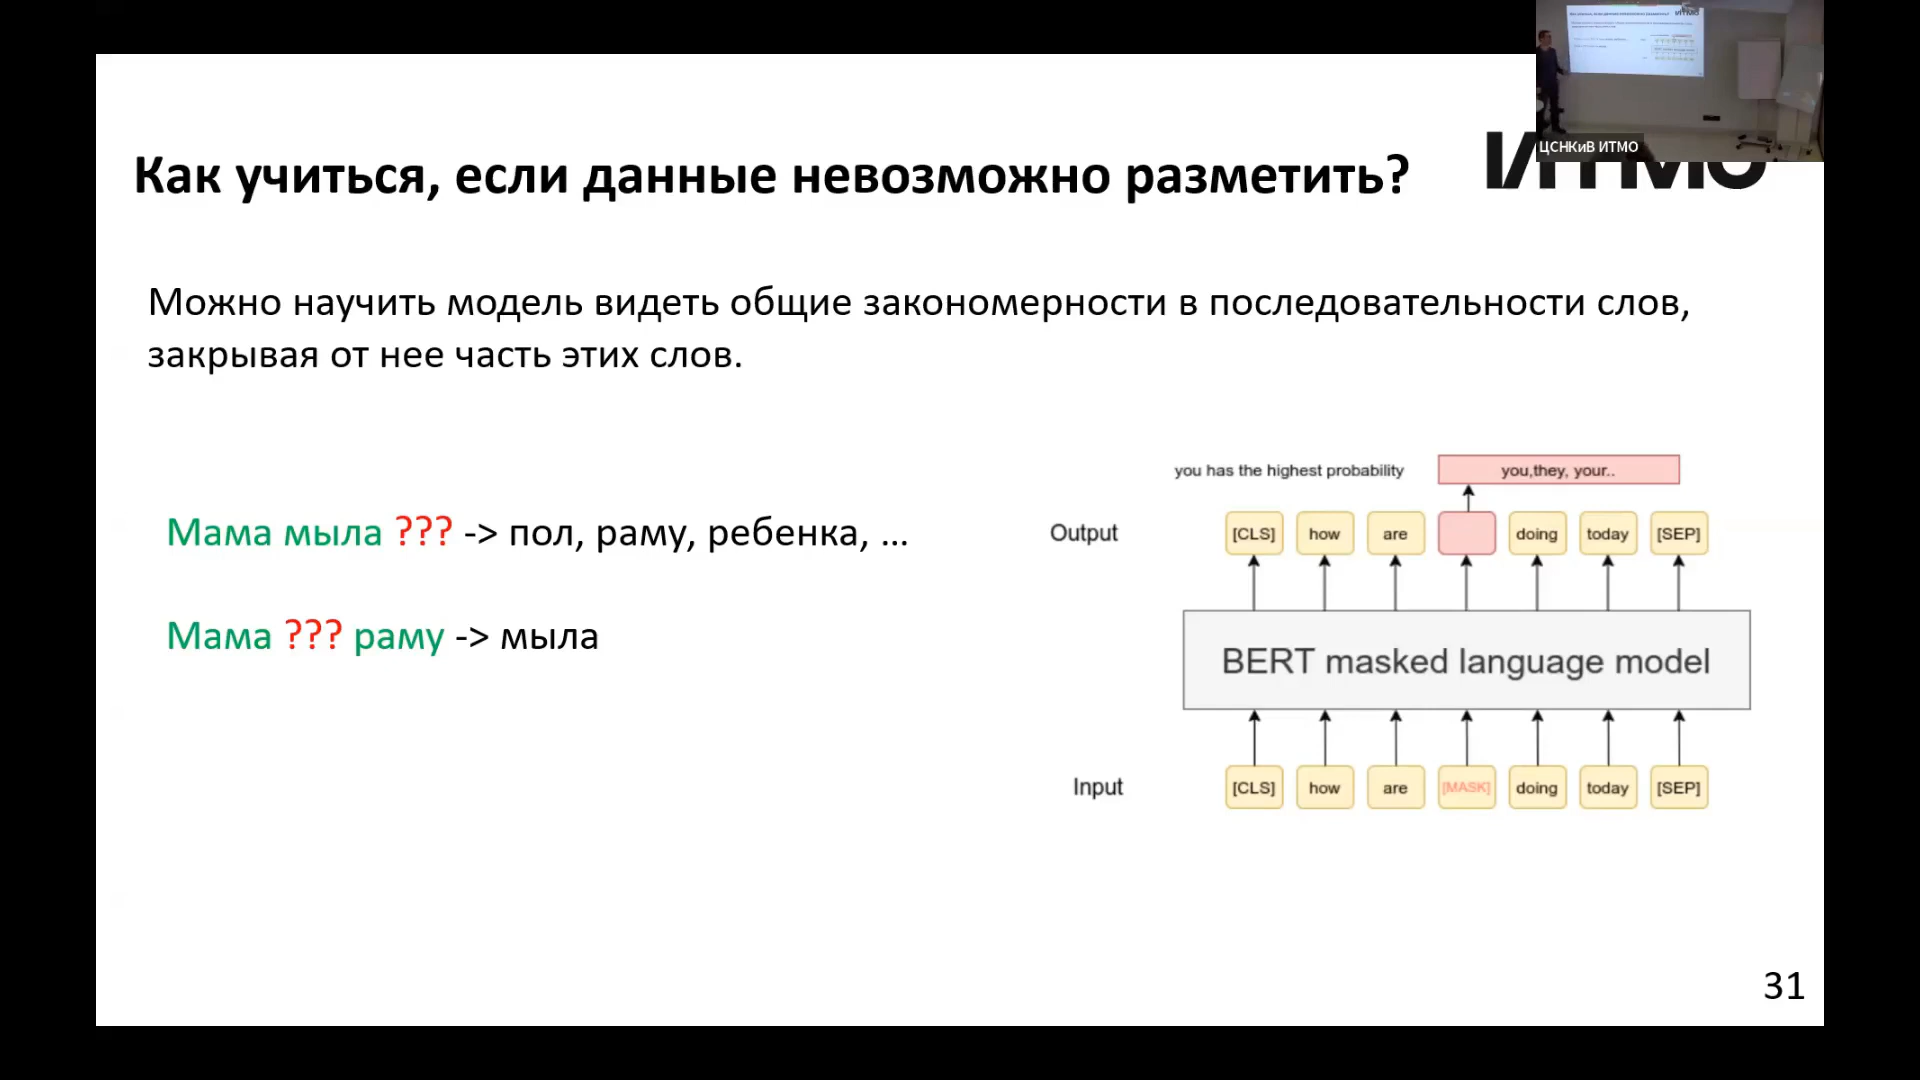 ЦСНКиВ ИТМО
ИТМО
Как учиться, если данные невозможно разметить?
Можно научить модель видеть общие закономерности в последовательности слов,
закрывая от нее часть этих слов.
Мама мыла ??? -> пол, раму, ребенка, ...
Мама ??? раму -> мыла
you has the highest probability you,they, your..
Output [CLS] how are doing today [SEP]
BERT masked language model
Input [CLS] how are [MASK] doing today [SEP]
31